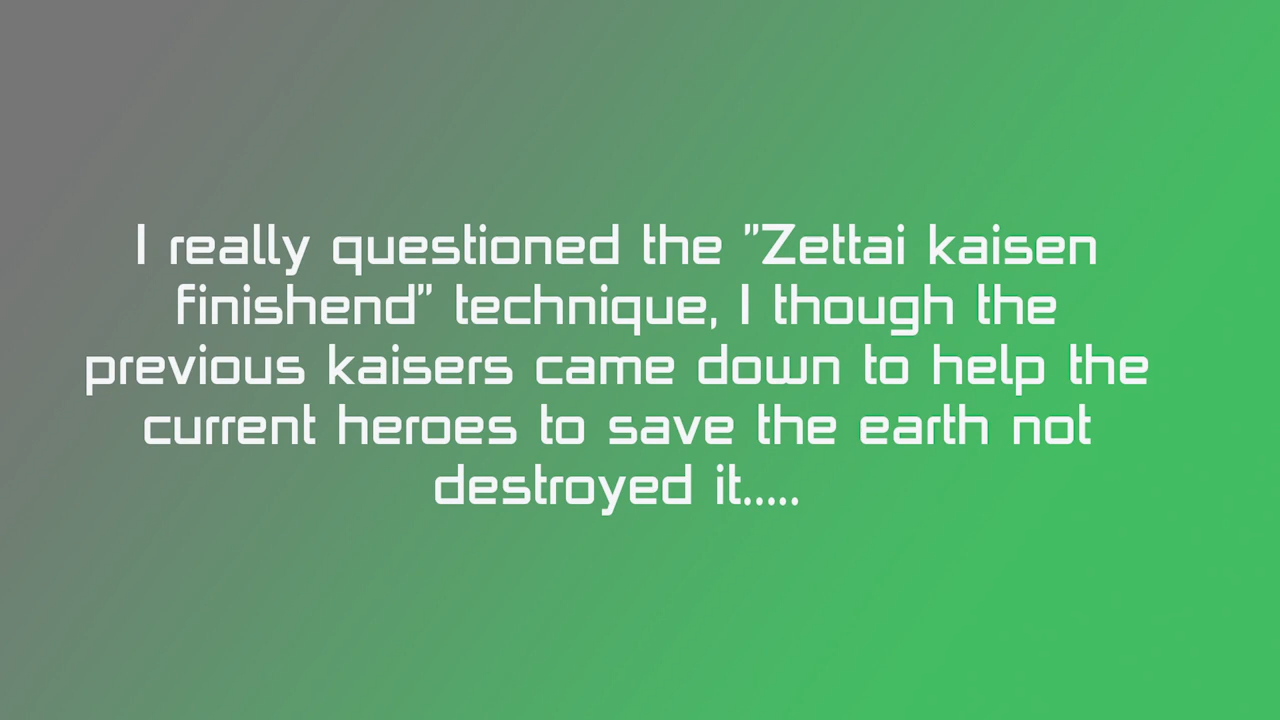 I really questioned the "Zettai kaisen
finishend" technique, I though the
previous kaisers came down to help the
current heroes to save the earth not
destroyed it.....